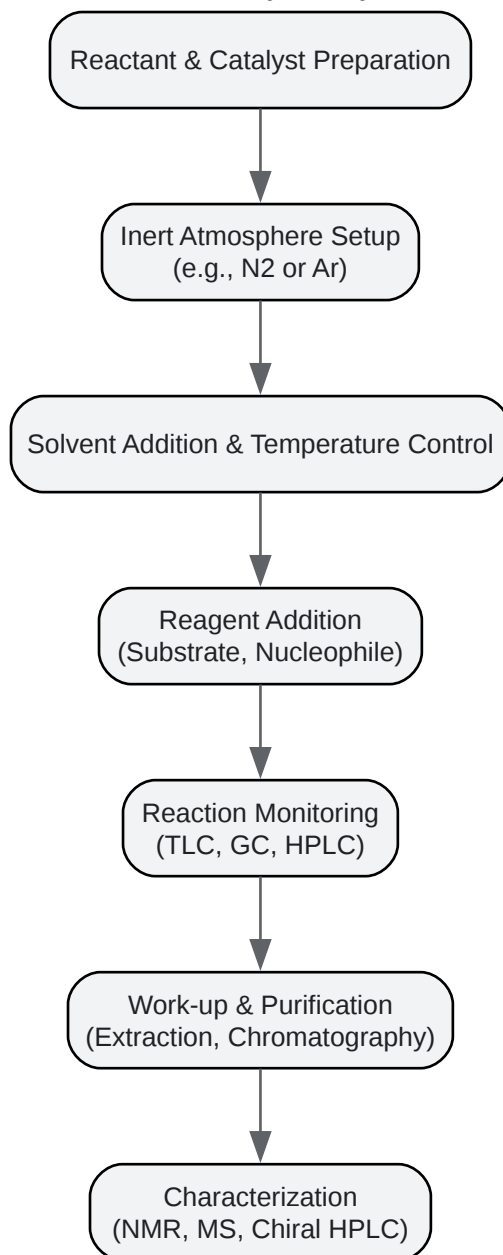 Reactant & Catalyst Preparation
Inert Atmosphere Setup
(e.g., N2 or Ar)
Solvent Addition & Temperature Control
Reagent Addition
(Substrate, Nucleophile)
Reaction Monitoring
(TLC, GC, HPLC)
Work-up & Purification
(Extraction, Chromatography)
Characterization
(NMR, MS, Chiral HPLC)